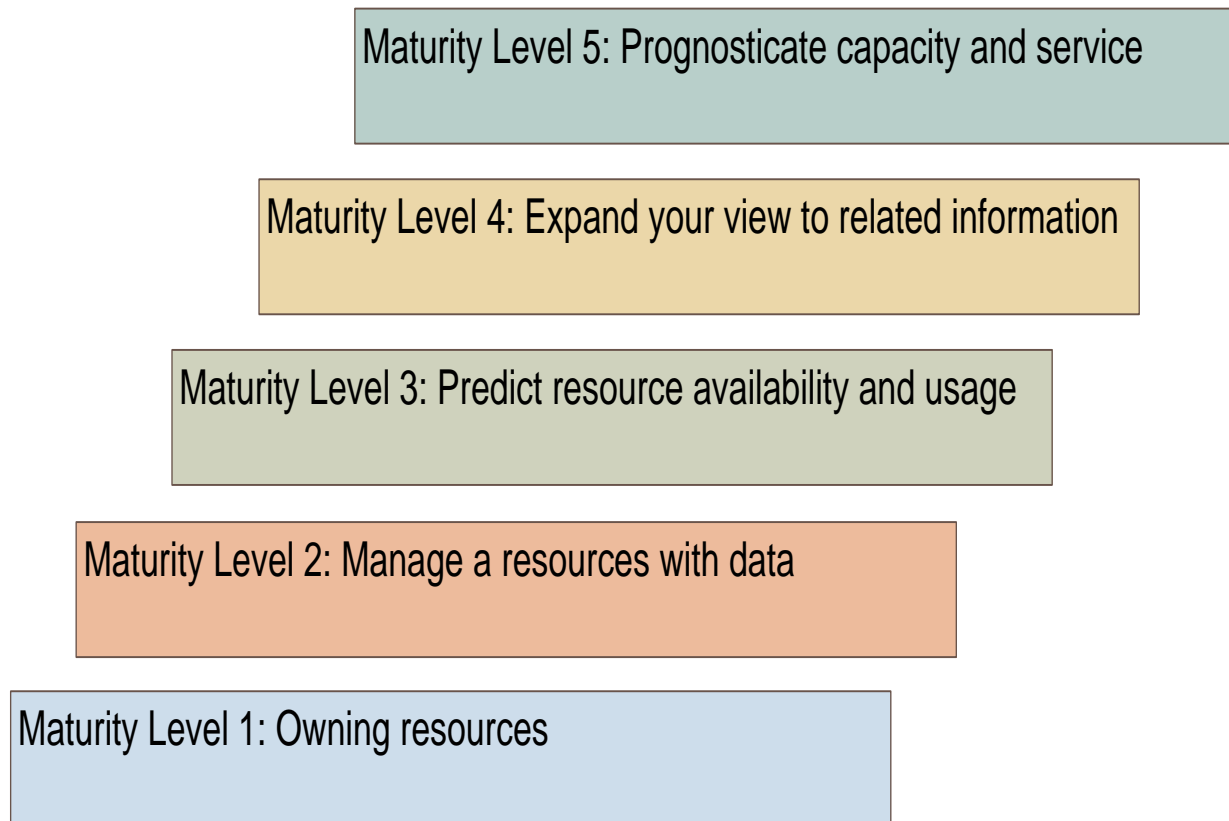 Maturity Level 5: Prognosticate capacity and service
Maturity Level 4: Expand your view to related information
Maturity Level 3: Predict resource availability and usage
Maturity Level 2: Manage a resources with data
Maturity Level 1: Owning resources